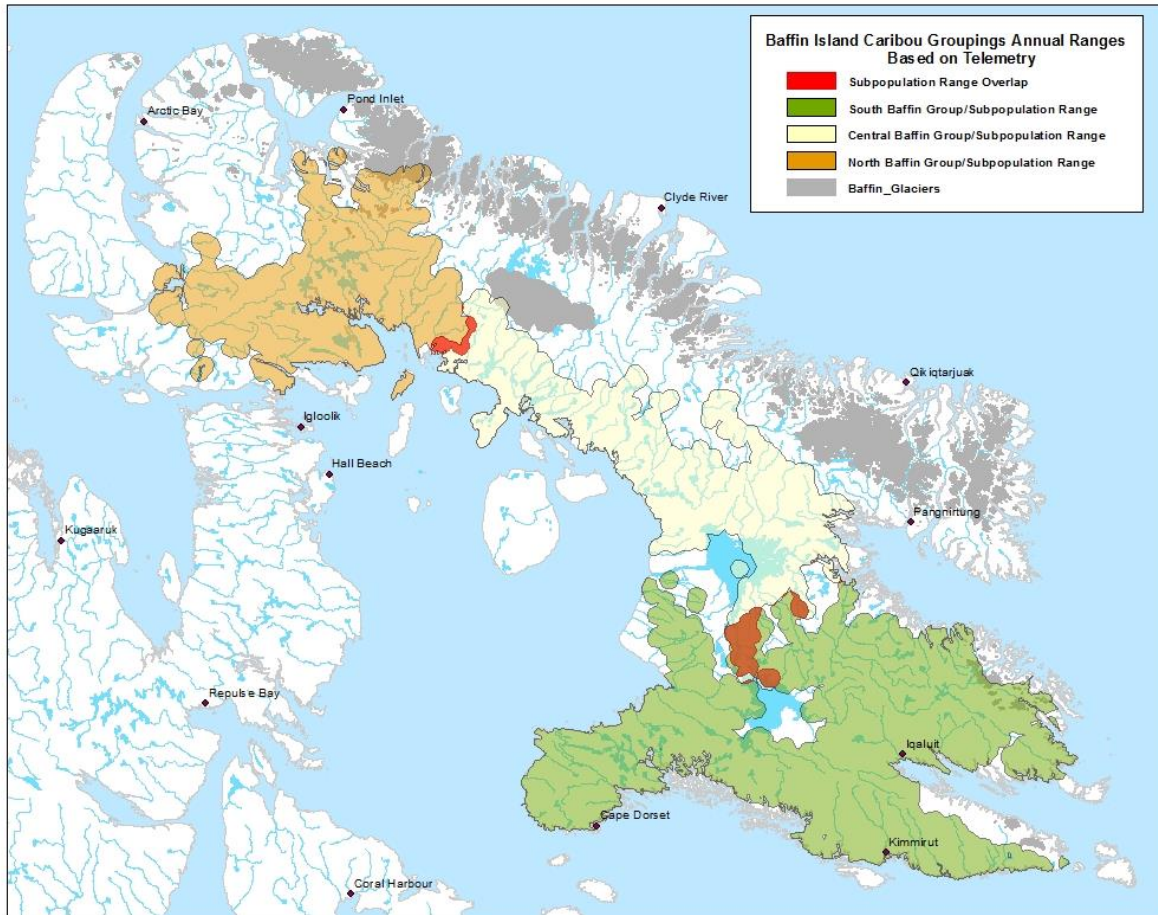 Baffin Island Caribou Groupings Annual Ranges
Based on Telemetry
Subpopulation Range Overlap
South Baffin Group/Subpopulation Range
Central Baffin Group/Subpopulation Range
North Baffin Group/Subpopulation Range
Baffin_Glaciers
Pond Inlet
Arctic Bay
Clyde River
Qikiqtarjuak
Igloolik
Hall Beach
Pangnirtung
Kugaaruk
Repulse Bay
Iqaluit
Cape Dorset
Kimmirut
Coral Harbour